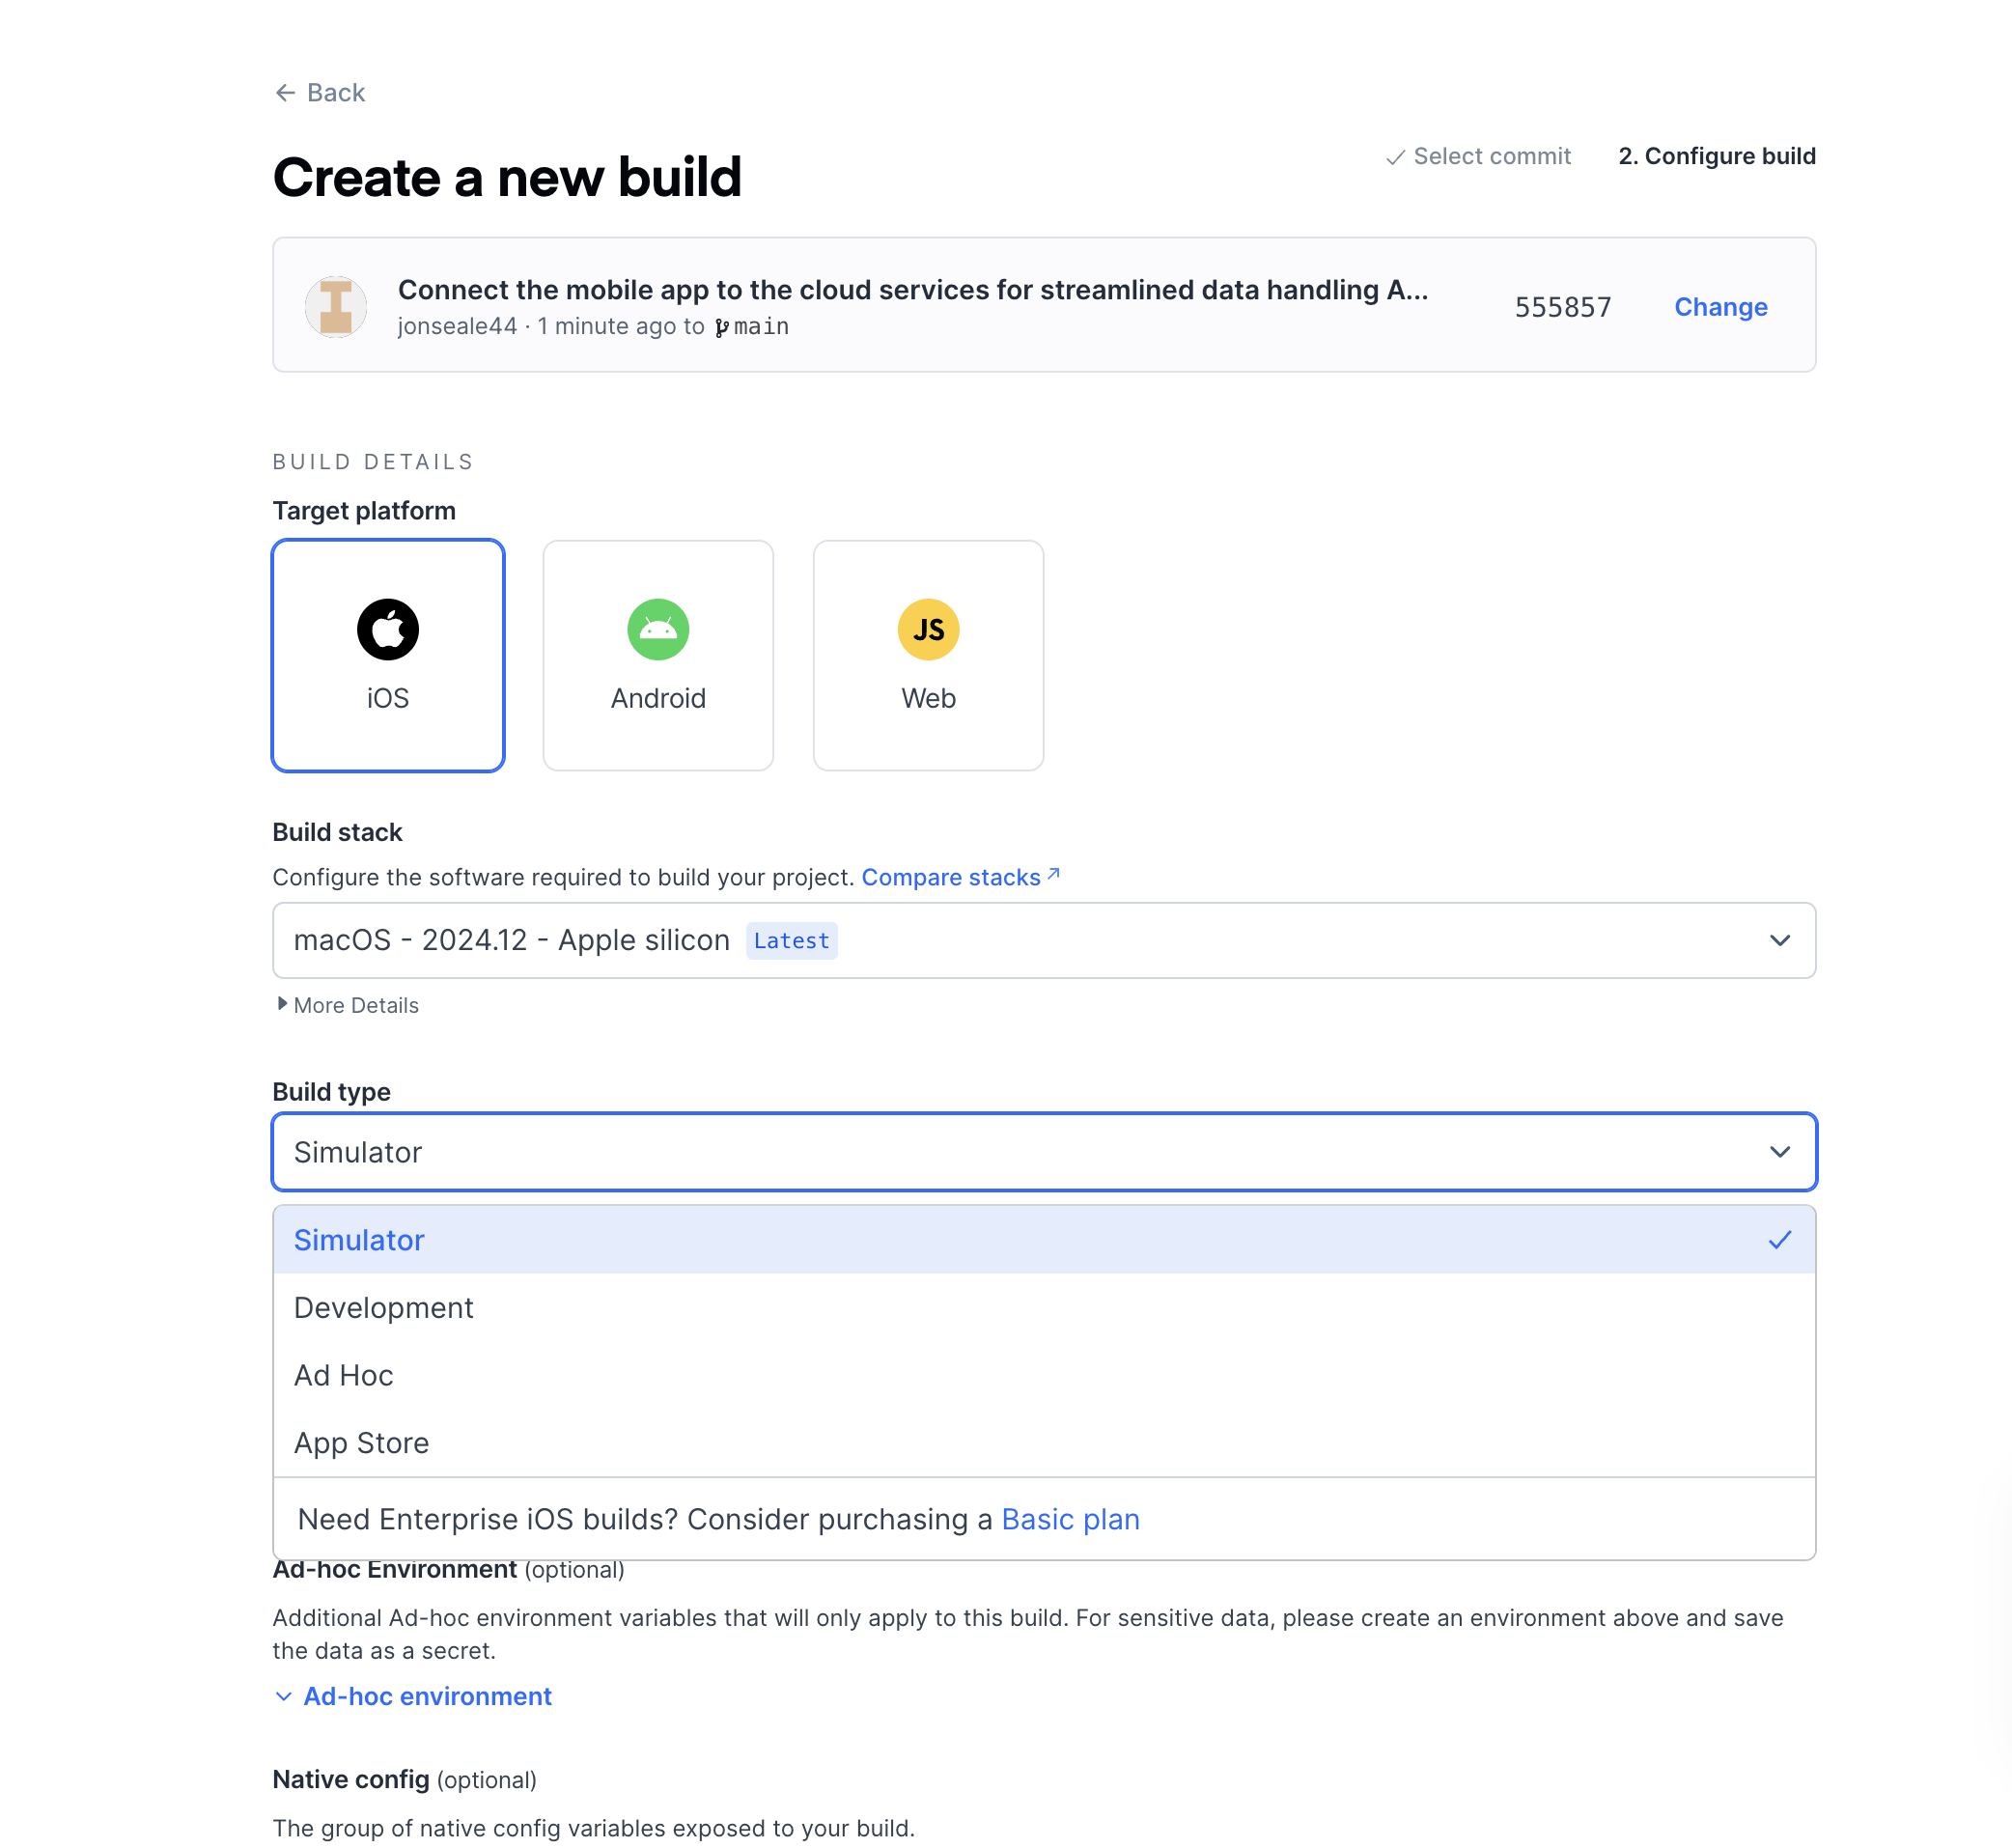 Back
Create a new build
Select commit
2. Configure build
Connect the mobile app to the cloud services for streamlined data handling A...
jonseale44 · 1 minute ago to main
555857
Change
BUILD DETAILS
Target platform
iOS
Android
JS
Web
Build stack
Configure the software required to build your project. Compare stacks
macOS - 2024.12 - Apple silicon Latest
More Details
Build type
Simulator
Simulator
Development
Ad Hoc
App Store
Need Enterprise iOS builds? Consider purchasing a Basic plan
Ad-hoc Environment (optional)
Additional Ad-hoc environment variables that will only apply to this build. For sensitive data, please create an environment above and save
the data as a secret.
Ad-hoc environment
Native config (optional)
The group of native config variables exposed to your build.